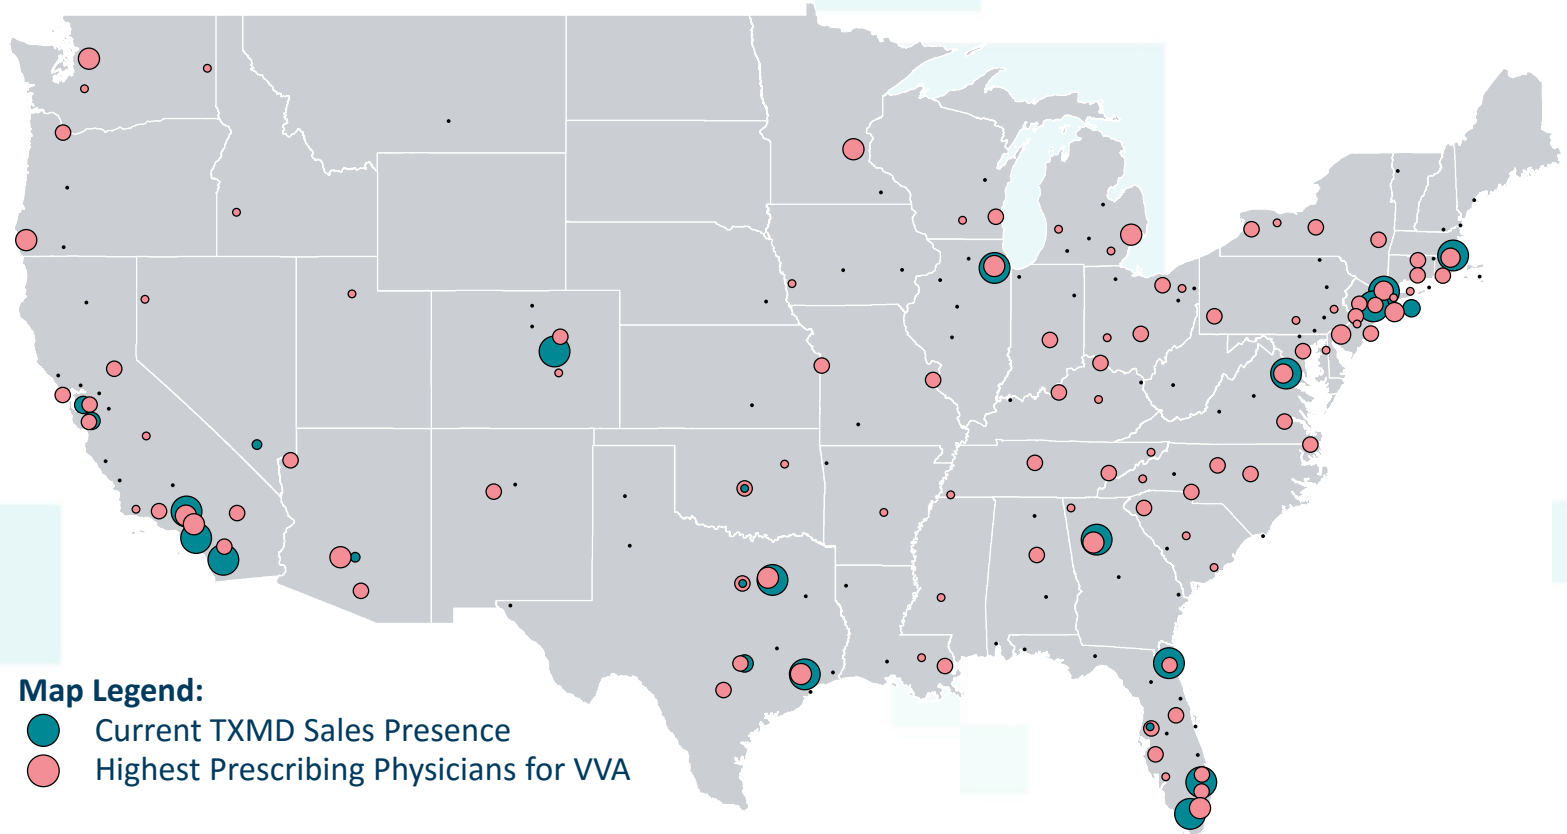 Map Legend:
Current TXMD Sales Presence
Highest Prescribing Physicians for VVA